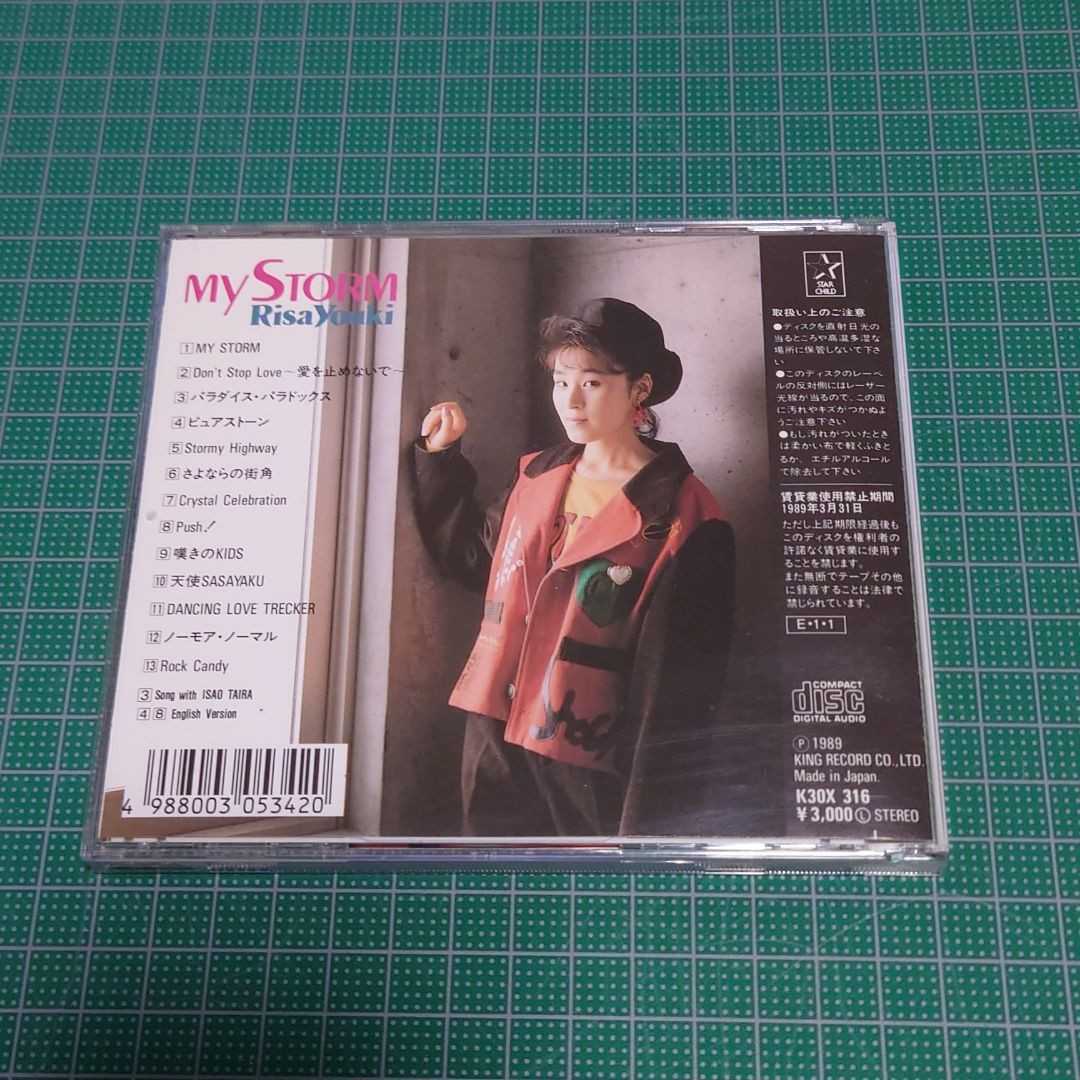 MY STORM
Risa Youki
1 MY STORM
2 Don't Stop Love〜愛を止めないで〜
3 パラダイス・パラドックス
4 ピュアストーン
5 Stormy Highway
6 さよならの街角
7 Crystal Celebration
8 Push!
9 嘆きのKIDS
10 天使SASAYAKU
11 DANCING LOVE TRECKER
12 ノーモア・ノーマル
13 Rock Candy
3 Song with ISAO TAIRA
4 8 English Version
4 988003 053420
STAR
CHILD
取扱い上のご注意
●ディスクを直射日光の
当るところや高温多湿な
場所に保管しないで下さ
い
●このディスクのレーベ
ルの反対側にはレーザー
光線が当るので、この面
に汚れやキズがつかぬよ
うご注意下さい
●もし汚れがついたとき
は柔かい布で軽くふきと
るか、エチルアルコール
で除去して下さい
賃貸業使用禁止期間
1989年3月31日
ただし上記期限経過後も
このディスクを権利者の
許諾なく賃貸業に使用す
ることを禁じます。
また無断でテープその他
に録音することは法律で
禁じられています。
E・1・1
COMPACT
disc
DIGITAL AUDIO
Ⓟ 1989
KING RECORD CO., LTD.
Made in Japan.
K30X 316
¥3,000 Ⓛ STEREO